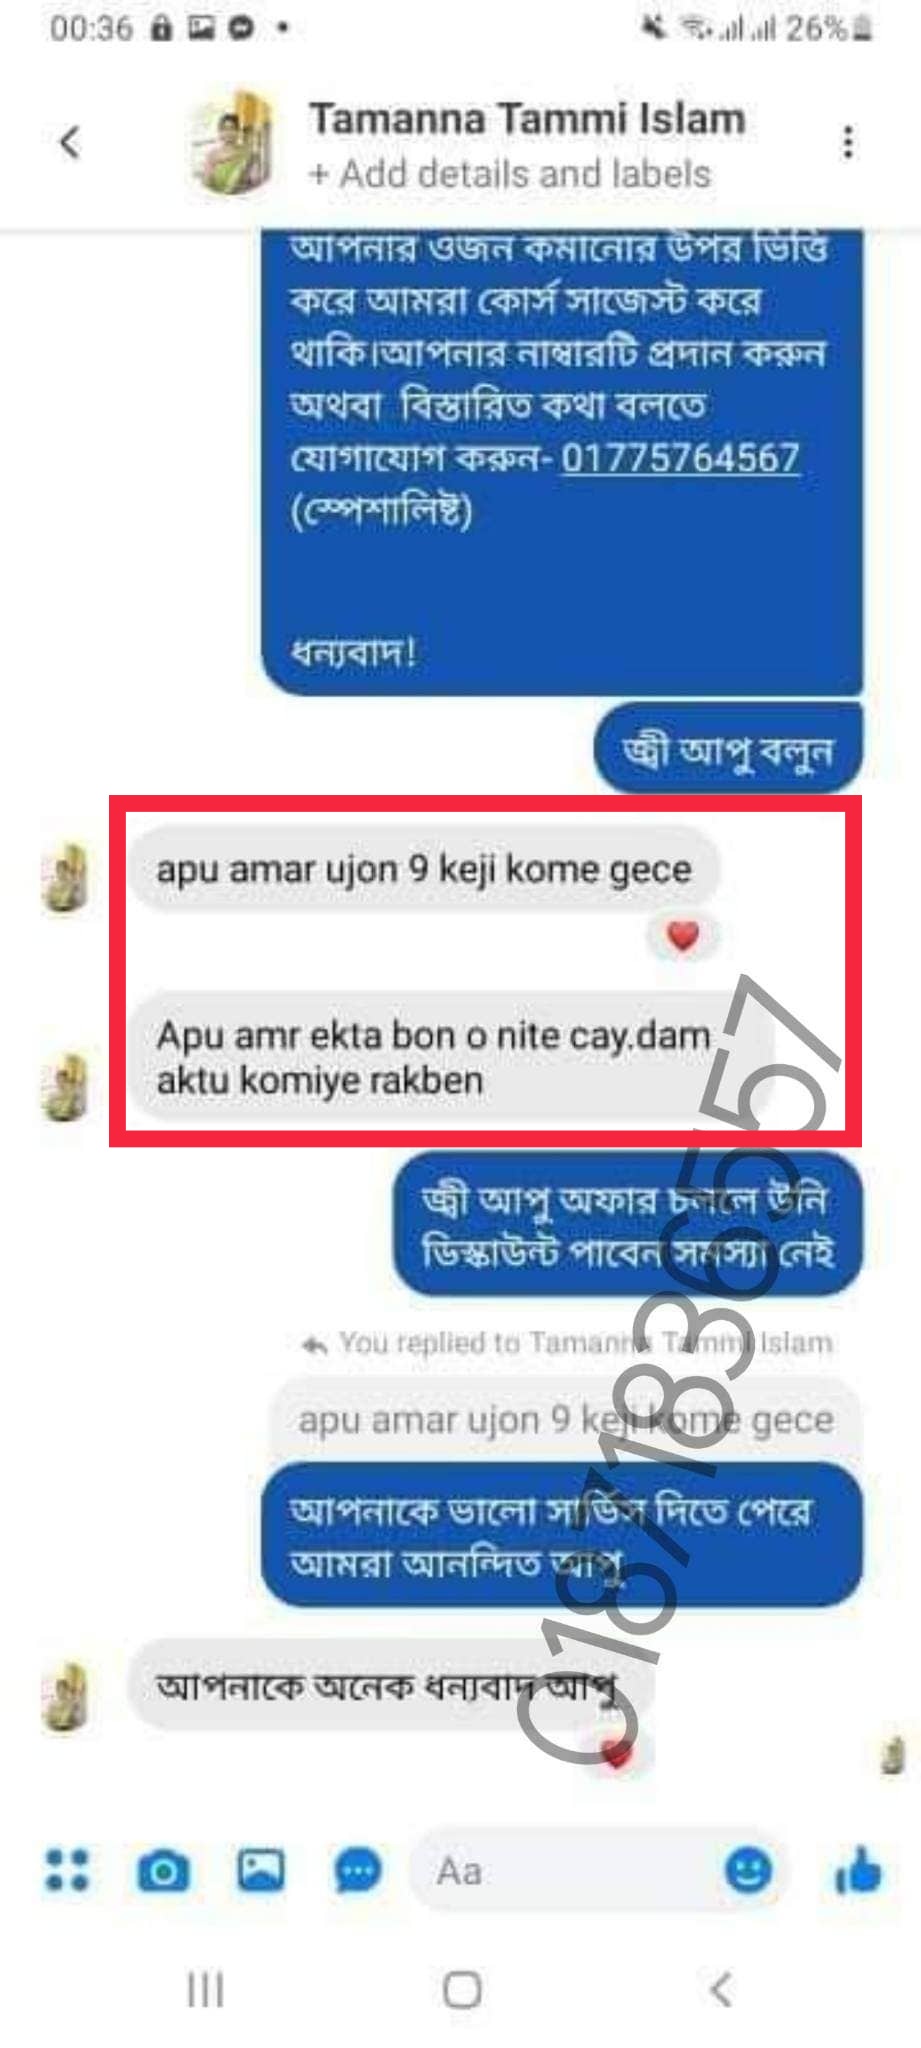 00:36
26%
Tamanna Tammi Islam
+ Add details and labels
আপনার ওজন কমানোর উপর ভিত্তি
করে আমরা কোর্স সাজেস্ট করে
থাকি।আপনার নাম্বারটি প্রদান করুন
অথবা বিস্তারিত কথা বলতে
যোগাযোগ করুন- 01775764567
(স্পেশালিষ্ট)
ধন্যবাদ!
জ্বী আপু বলুন
apu amar ujon 9 keji kome gece
Apu amr ekta bon o nite cay.dam
aktu komiye rakben
জ্বী আপু অফার চললে উনি
ডিস্কাউন্ট পাবেন সমস্যা নেই
You replied to Tamanna Tammi Islam
apu amar ujon 9 keji kome gece
আপনাকে ভালো সার্ভিস দিতে পেরে
আমরা আনন্দিত আপু
আপনাকে অনেক ধন্যবাদ আপু
Aa
01871836557